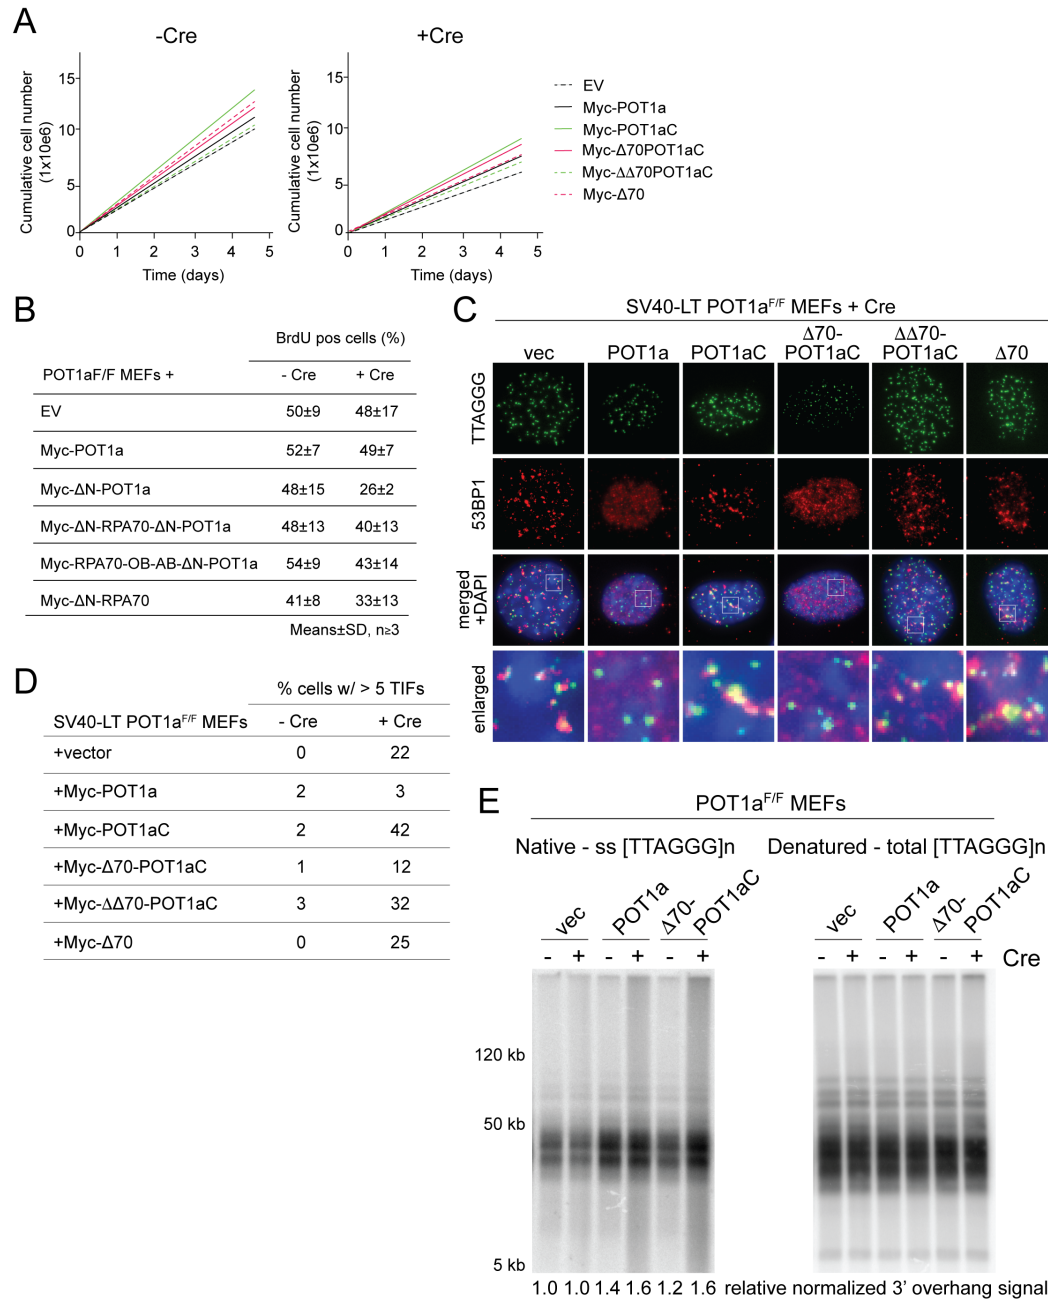 A
-Cre
+Cre
Cumulative cell number
(1x10e6)
15
10
5
0
0 1 2 3 4 5
Time (days)
Cumulative cell number
(1x10e6)
15
10
5
0
0 1 2 3 4 5
Time (days)
EV
Myc-POT1a
Myc-POT1aC
Myc-Δ70POT1aC
Myc-ΔΔ70POT1aC
Myc-Δ70
B
BrdU pos cells (%)
POT1aF/F MEFs + - Cre + Cre
EV 50±9 48±17
Myc-POT1a 52±7 49±7
Myc-ΔN-POT1a 48±15 26±2
Myc-ΔN-RPA70-ΔN-POT1a 48±13 40±13
Myc-RPA70-OB-AB-ΔN-POT1a 54±9 43±14
Myc-ΔN-RPA70 41±8 33±13
Means±SD, n≥3
C
SV40-LT POT1aF/F MEFs + Cre
vec POT1a POT1aC Δ70-POT1aC ΔΔ70-POT1aC Δ70
TTAGGG
53BP1
merged
+DAPI
enlarged
D
% cells w/ > 5 TIFs
SV40-LT POT1aF/F MEFs - Cre + Cre
+vector 0 22
+Myc-POT1a 2 3
+Myc-POT1aC 2 42
+Myc-Δ70-POT1aC 1 12
+Myc-ΔΔ70-POT1aC 3 32
+Myc-Δ70 0 25
E
POT1aF/F MEFs
Native - ss [TTAGGG]n Denatured - total [TTAGGG]n
vec POT1a Δ70-POT1aC vec POT1a Δ70-POT1aC
- + - + - + - + - + - + Cre
120 kb
50 kb
5 kb
1.0 1.0 1.4 1.6 1.2 1.6 relative normalized 3' overhang signal